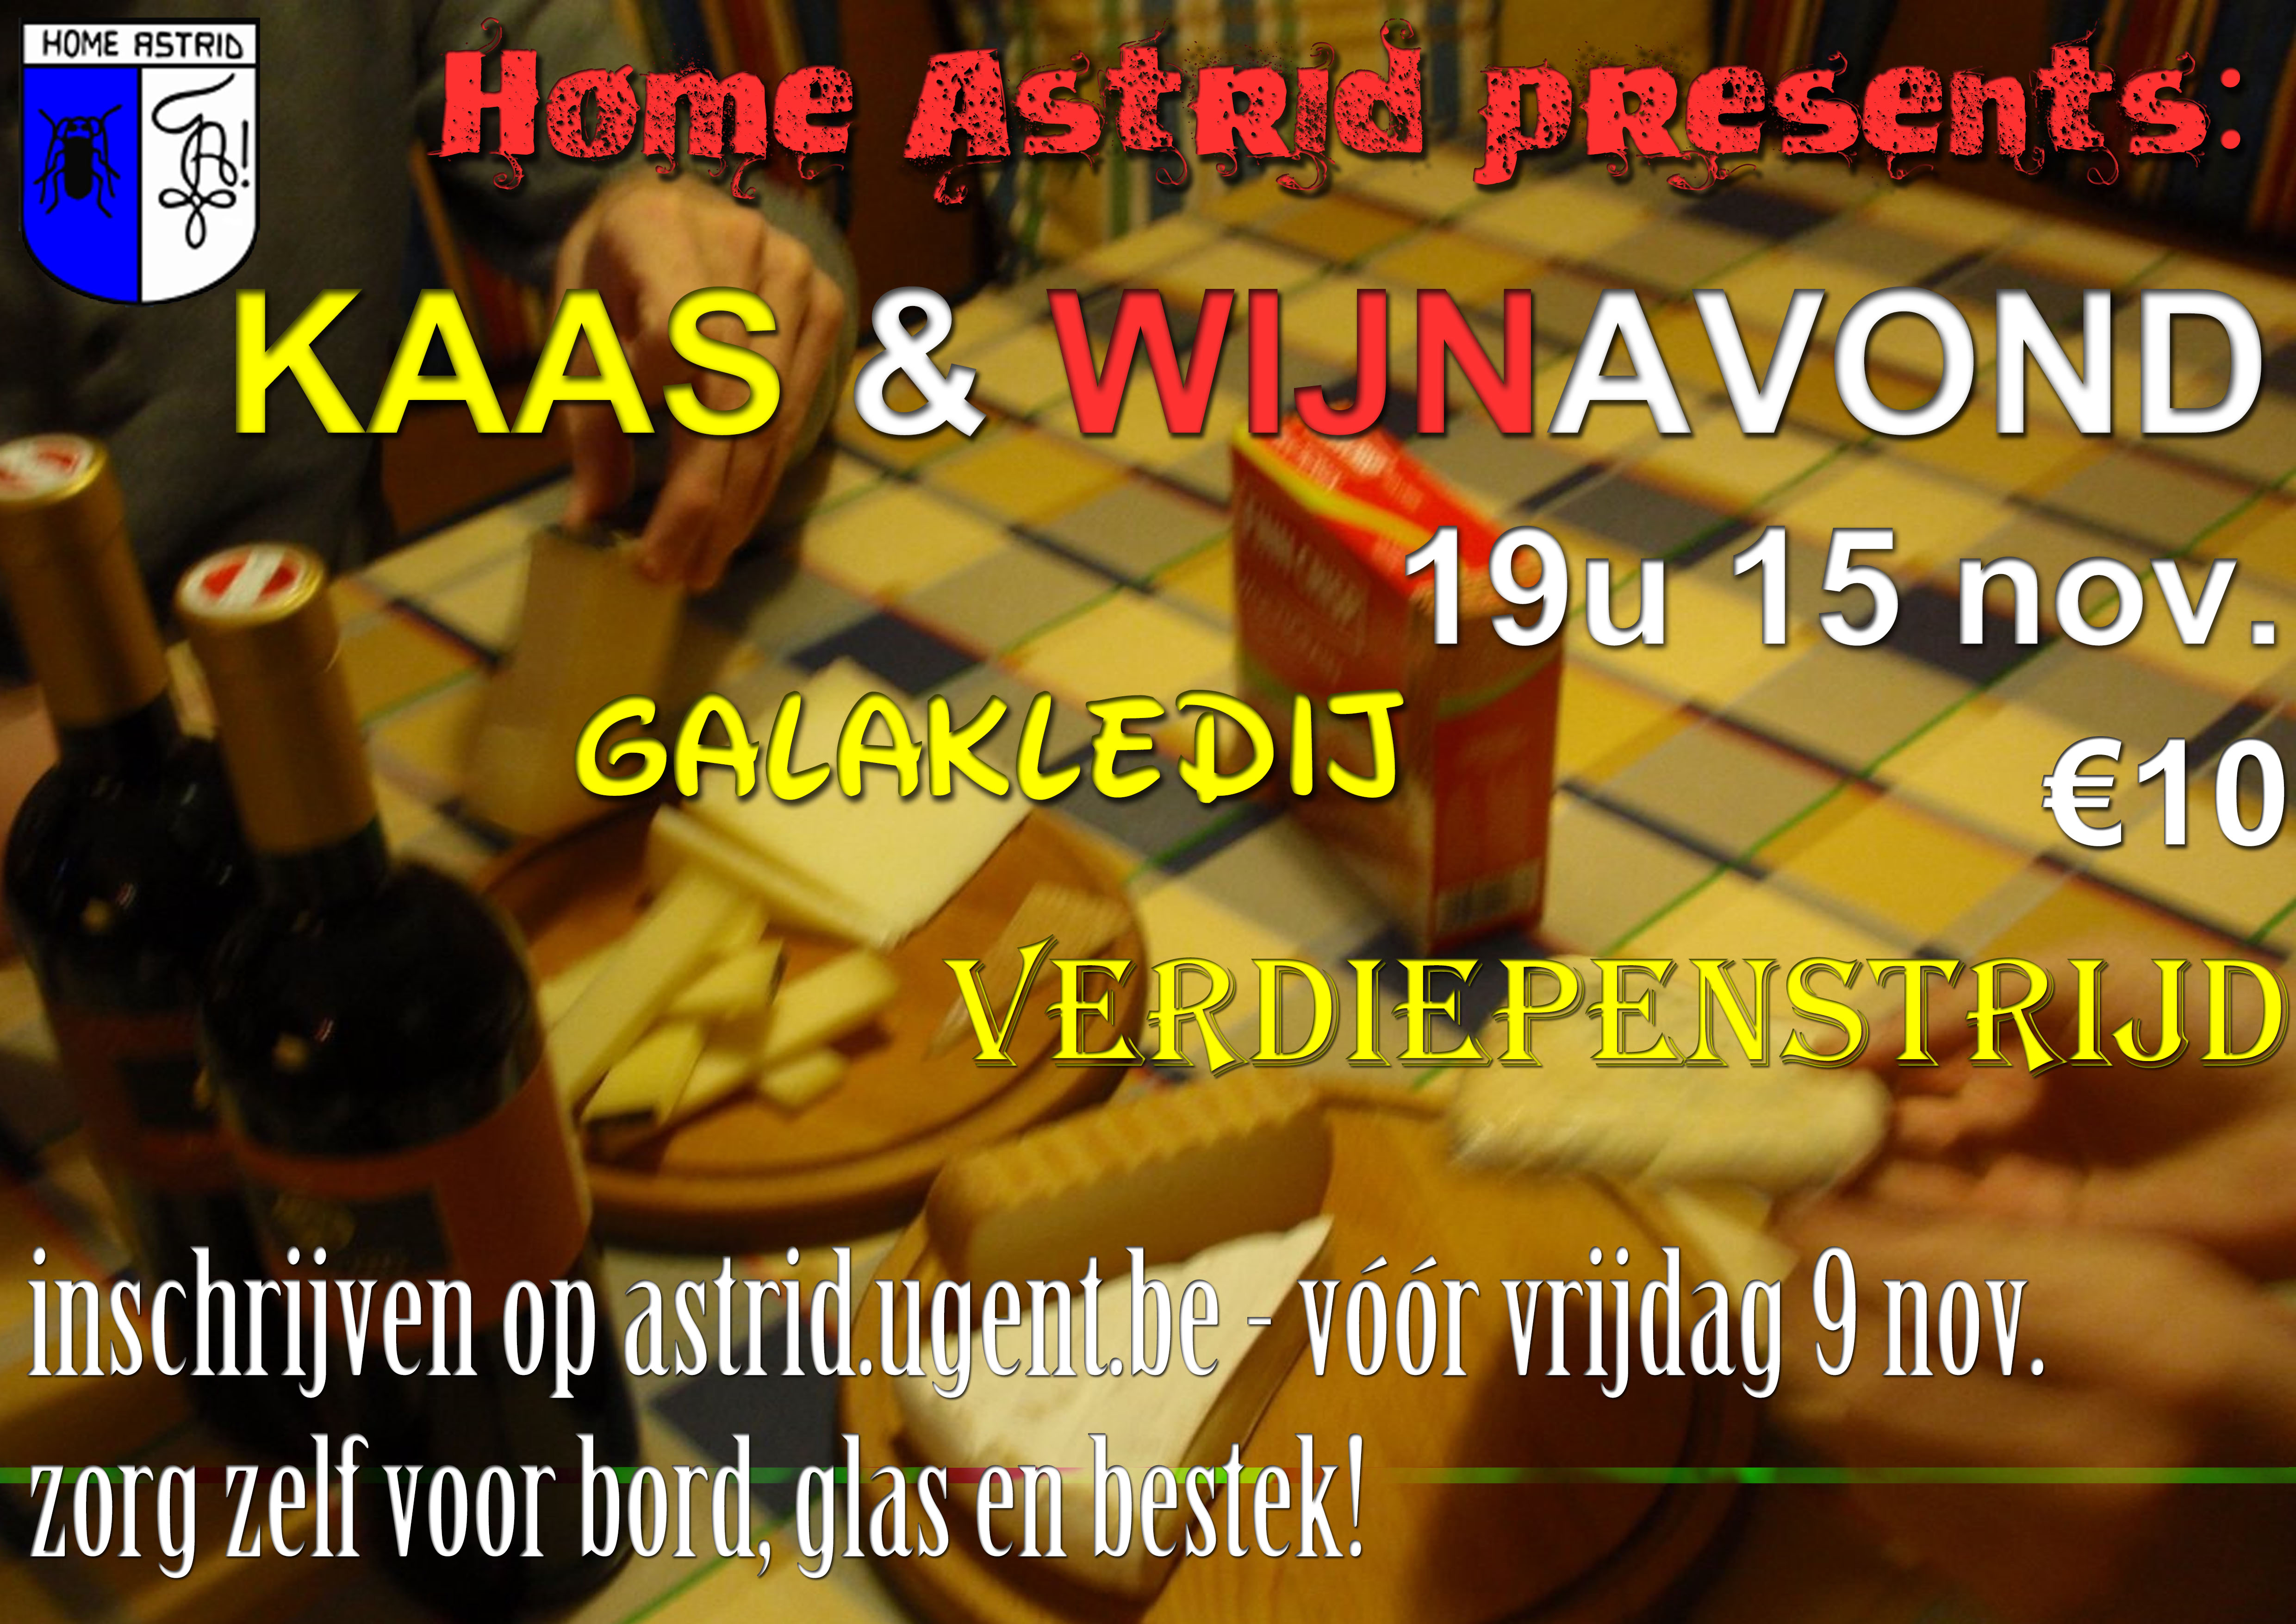 HOME ASTRID
Home Astrid presents:
KAAS & WIJNAVOND
19u 15 nov.
GALAKLEDIJ
€10
VERDIEPENSTRIJD
inschrijven op astrid.ugent.be - vóór vrijdag 9 nov.
zorg zelf voor bord, glas en bestek!